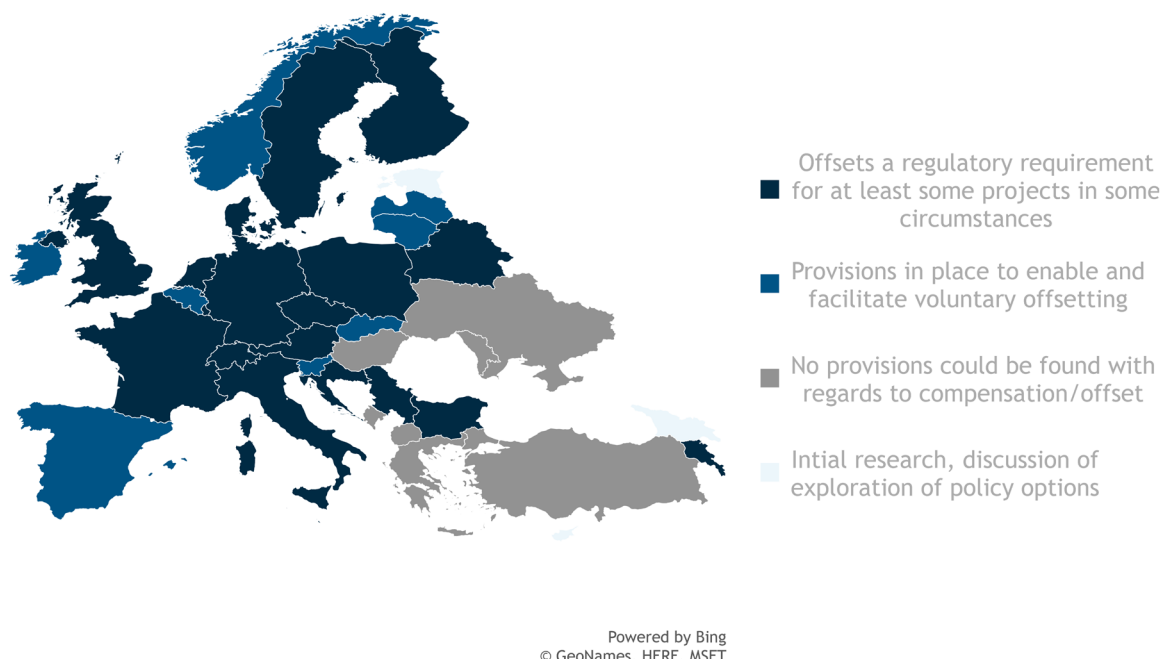 Offsets a regulatory requirement
for at least some projects in some
circumstances
Provisions in place to enable and
facilitate voluntary offsetting
No provisions could be found with
regards to compensation/offset
Intial research, discussion of
exploration of policy options
Powered by Bing
© GeoNames, HERE, MSFT